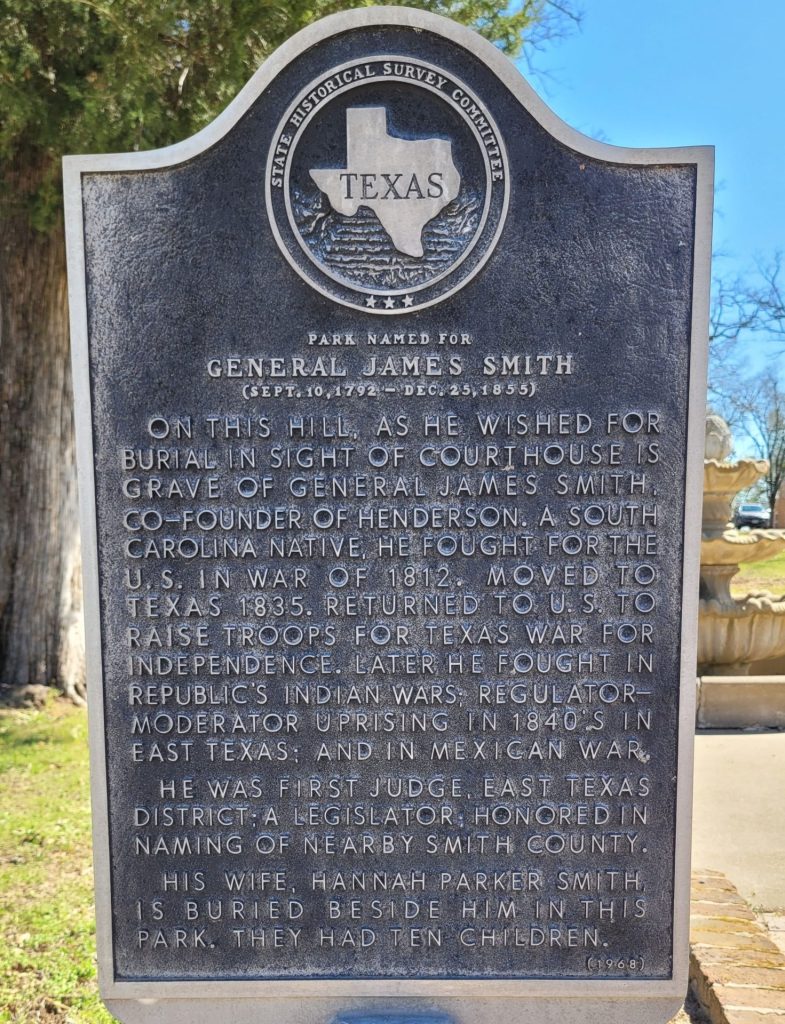 STATE HISTORICAL SURVEY COMMITTEE
TEXAS
PARK NAMED FOR
GENERAL JAMES SMITH
(SEPT. 10, 1792 – DEC. 25, 1855)
ON THIS HILL, AS HE WISHED FOR
BURIAL IN SIGHT OF COURTHOUSE IS
GRAVE OF GENERAL JAMES SMITH,
CO-FOUNDER OF HENDERSON. A SOUTH
CAROLINA NATIVE, HE FOUGHT FOR THE
U.S. IN WAR OF 1812. MOVED TO
TEXAS 1835. RETURNED TO U.S. TO
RAISE TROOPS FOR TEXAS WAR FOR
INDEPENDENCE. LATER HE FOUGHT IN
REPUBLIC'S INDIAN WARS; REGULATOR-
MODERATOR UPRISING IN 1840'S IN
EAST TEXAS; AND IN MEXICAN WAR.
HE WAS FIRST JUDGE, EAST TEXAS
DISTRICT; A LEGISLATOR; HONORED IN
NAMING OF NEARBY SMITH COUNTY.
HIS WIFE, HANNAH PARKER SMITH,
IS BURIED BESIDE HIM IN THIS
PARK. THEY HAD TEN CHILDREN.
(1968)